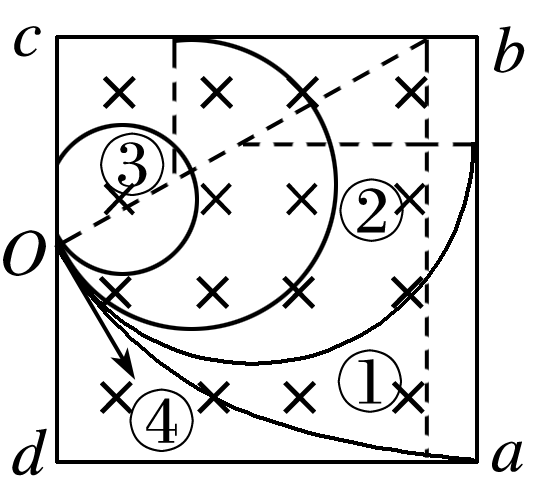 c
b
③
②
O
①
④
d
a